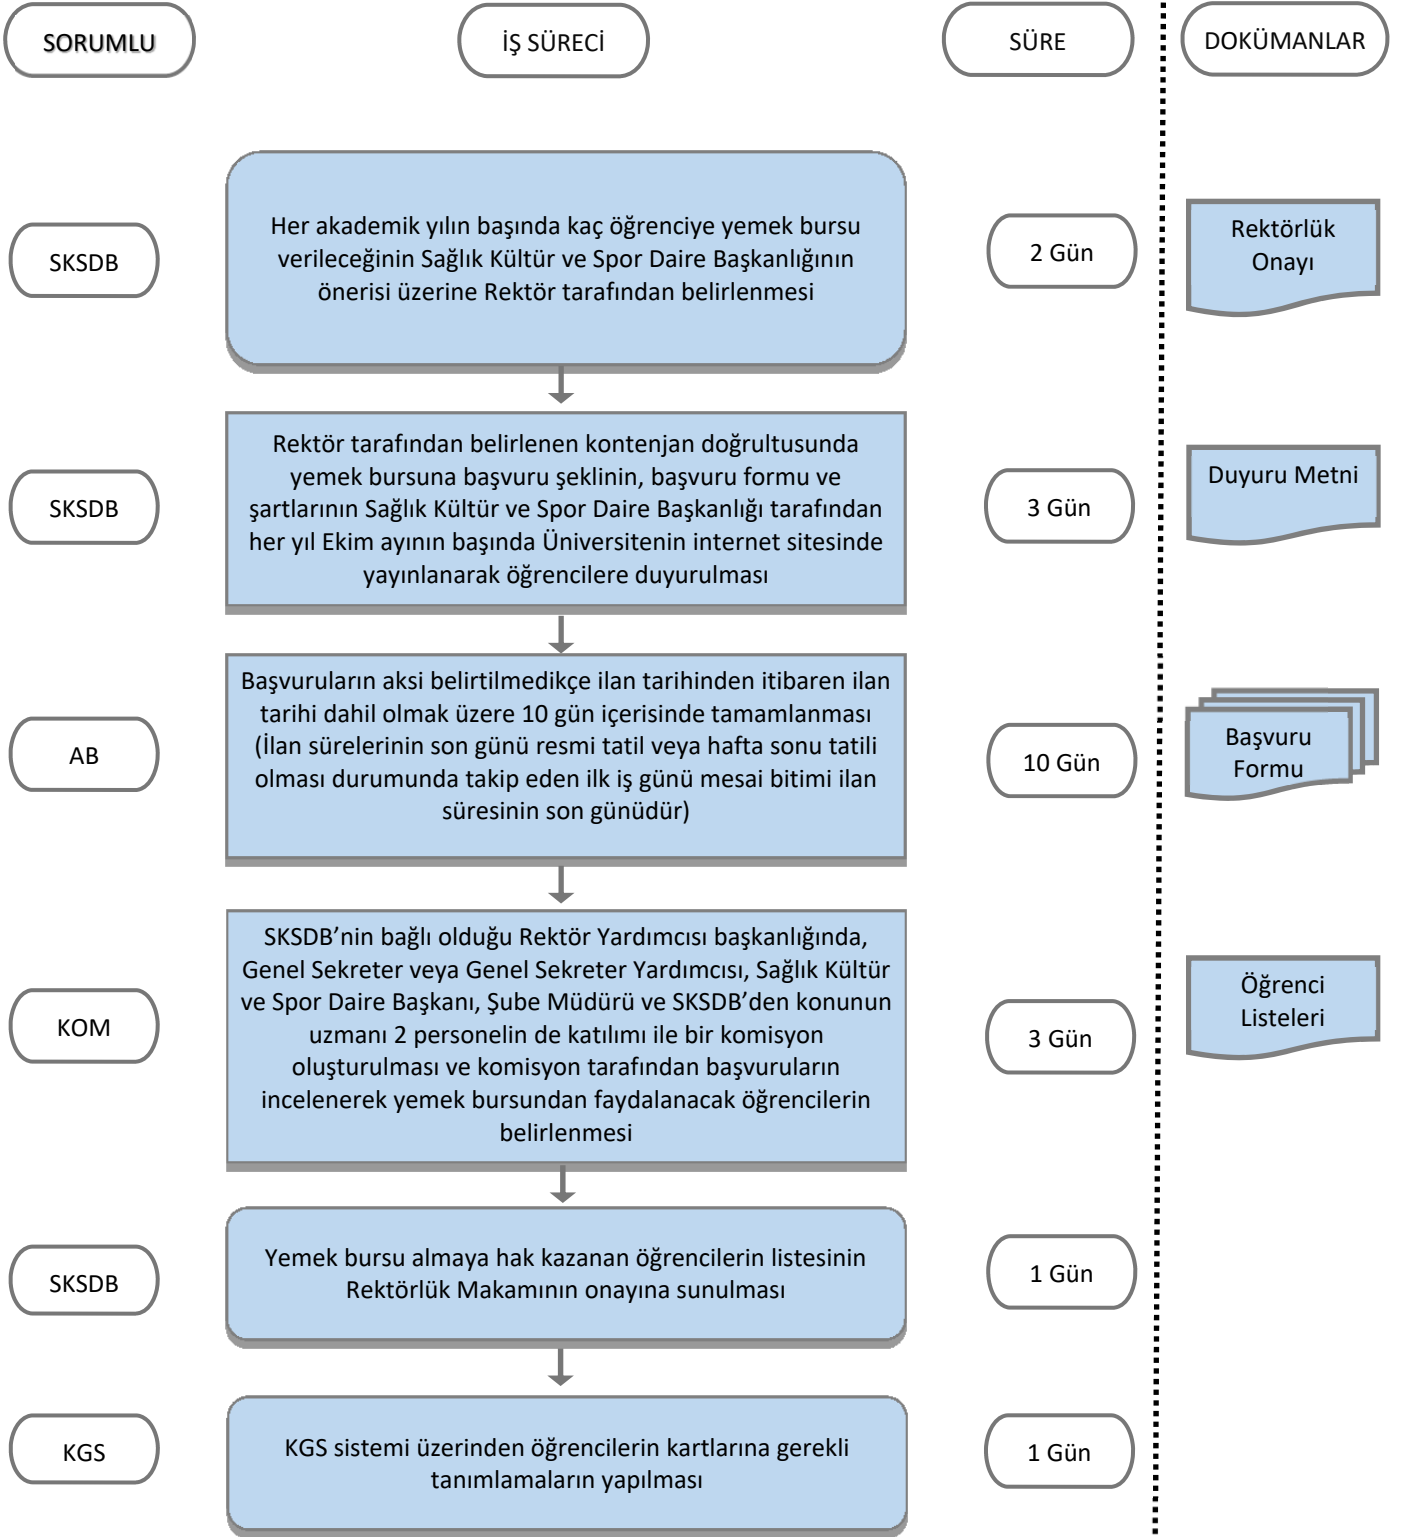 SORUMLU
İŞ SÜRECİ
SÜRE
DOKÜMANLAR
SKSDB
Her akademik yılın başında kaç öğrenciye yemek bursu
verileceğinin Sağlık Kültür ve Spor Daire Başkanlığının
önerisi üzerine Rektör tarafından belirlenmesi
2 Gün
Rektörlük
Onayı
SKSDB
Rektör tarafından belirlenen kontenjan doğrultusunda
yemek bursuna başvuru şeklinin, başvuru formu ve
şartlarının Sağlık Kültür ve Spor Daire Başkanlığı tarafından
her yıl Ekim ayının başında Üniversitenin internet sitesinde
yayınlanarak öğrencilere duyurulması
3 Gün
Duyuru Metni
AB
Başvuruların aksi belirtilmedikçe ilan tarihinden itibaren ilan
tarihi dahil olmak üzere 10 gün içerisinde tamamlanması
(İlan sürelerinin son günü resmi tatil veya hafta sonu tatili
olması durumunda takip eden ilk iş günü mesai bitimi ilan
süresinin son günüdür)
10 Gün
Başvuru
Formu
KOM
SKSDB’nin bağlı olduğu Rektör Yardımcısı başkanlığında,
Genel Sekreter veya Genel Sekreter Yardımcısı, Sağlık Kültür
ve Spor Daire Başkanı, Şube Müdürü ve SKSDB’den konunun
uzmanı 2 personelin de katılımı ile bir komisyon
oluşturulması ve komisyon tarafından başvuruların
incelenerek yemek bursundan faydalanacak öğrencilerin
belirlenmesi
3 Gün
Öğrenci
Listeleri
SKSDB
Yemek bursu almaya hak kazanan öğrencilerin listesinin
Rektörlük Makamının onayına sunulması
1 Gün
KGS
KGS sistemi üzerinden öğrencilerin kartlarına gerekli
tanımlamaların yapılması
1 Gün